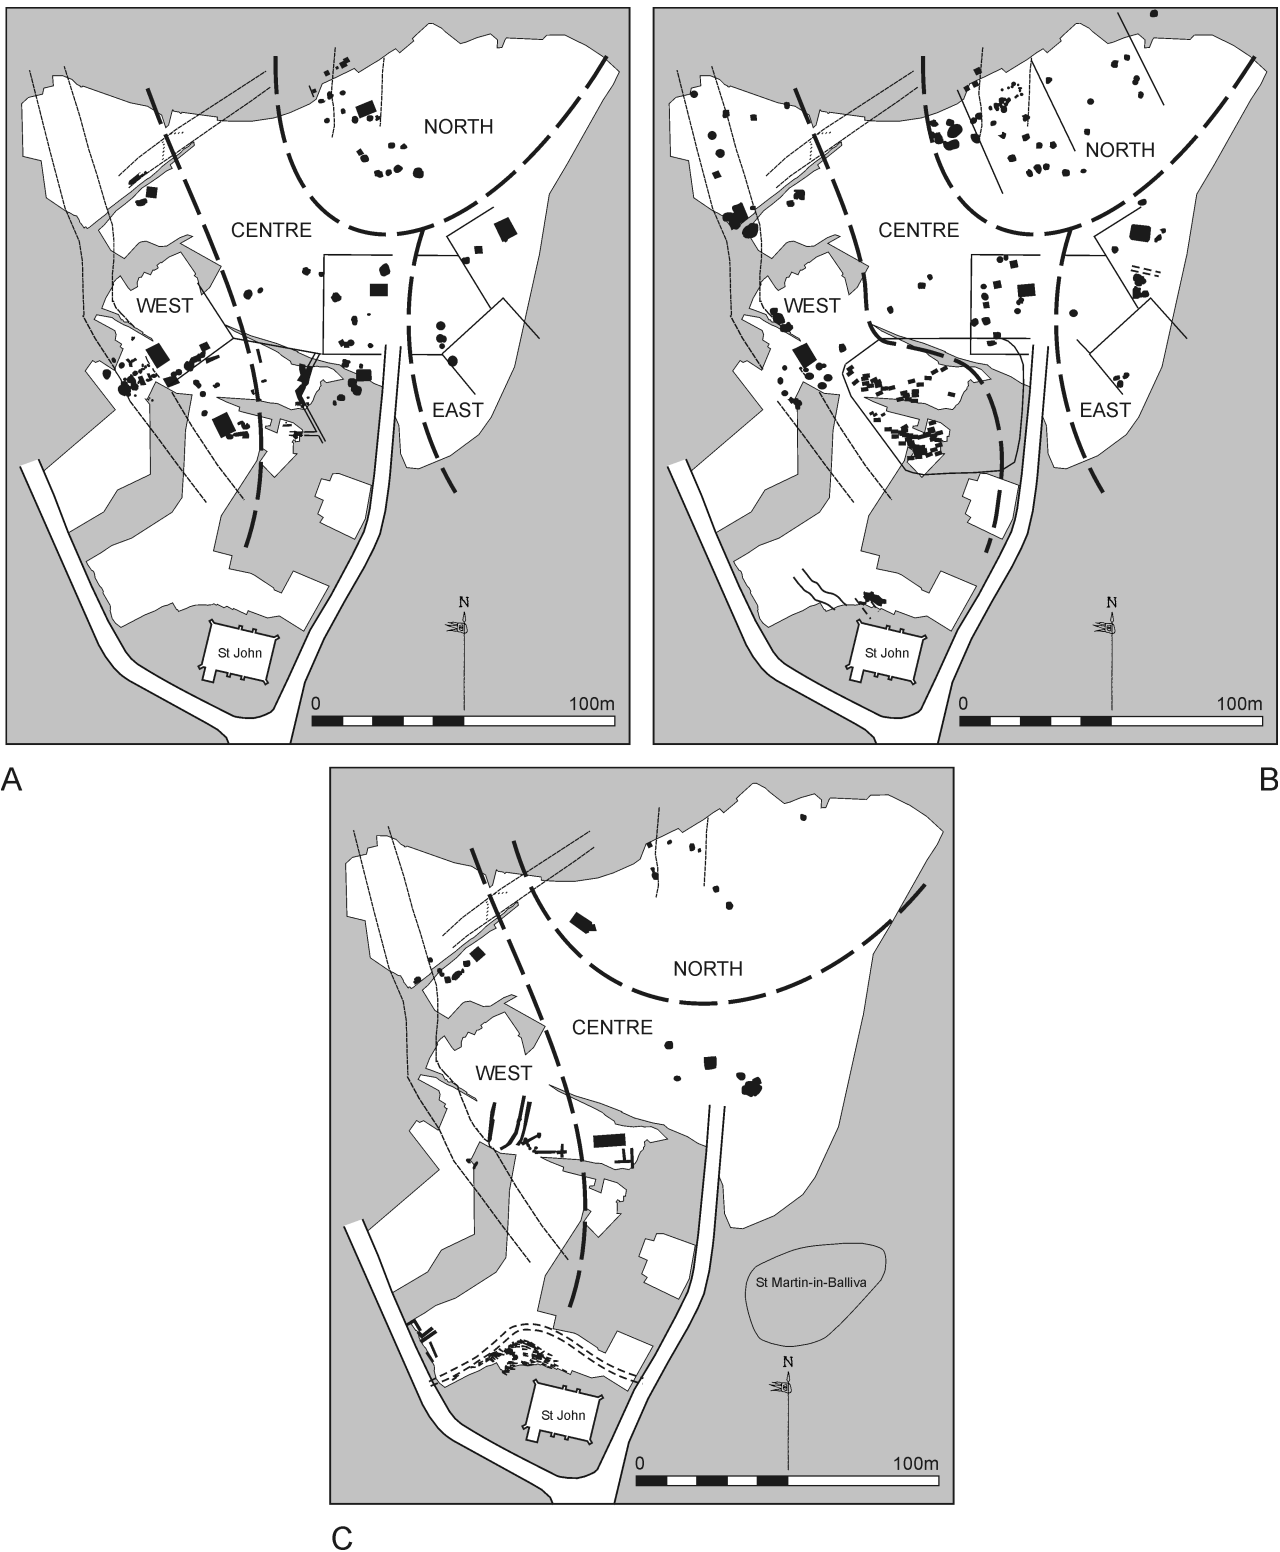 NORTH
CENTRE
WEST
EAST
N
St John
0 100m
A
NORTH
CENTRE
WEST
EAST
N
St John
0 100m
B
NORTH
CENTRE
WEST
St Martin-in-Balliva
N
St John
0 100m
C